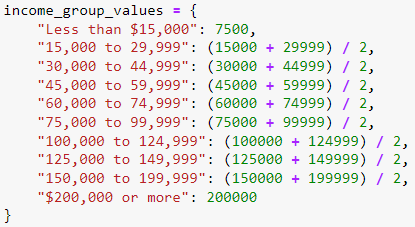 income_group_values = {
    "Less than $15,000": 7500,
    "15,000 to 29,999": (15000 + 29999) / 2,
    "30,000 to 44,999": (30000 + 44999) / 2,
    "45,000 to 59,999": (45000 + 59999) / 2,
    "60,000 to 74,999": (60000 + 74999) / 2,
    "75,000 to 99,999": (75000 + 99999) / 2,
    "100,000 to 124,999": (100000 + 124999) / 2,
    "125,000 to 149,999": (125000 + 149999) / 2,
    "150,000 to 199,999": (150000 + 199999) / 2,
    "$200,000 or more": 200000
}